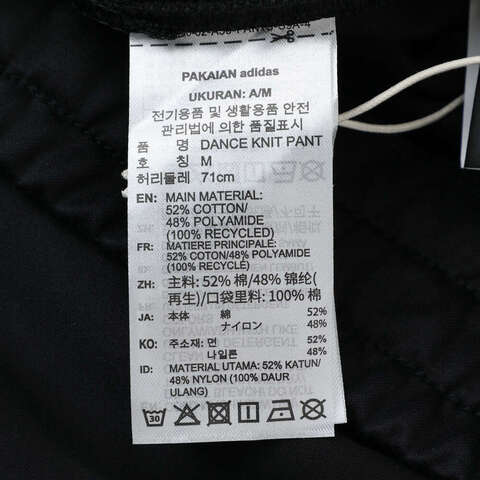 PAKAIAN adidas
UKURAN: A/M
전기용품 및 생활용품 안전
관리법에 의한 품질표시
품 명 DANCE KNIT PANT
호 칭 M
허리둘레 71cm
EN: MAIN MATERIAL:
52% COTTON/
48% POLYAMIDE
(100% RECYCLED)
FR: MATIERE PRINCIPALE:
52% COTON/48% POLYAMIDE
(100% RECYCLÉ)
ZH: 主料: 52% 棉/48% 锦纶(
再生)/口袋里料: 100% 棉
JA: 本体 綿 52%
ナイロン 48%
KO: 주소재: 면 52%
나일론 48%
ID: MATERIAL UTAMA: 52% KATUN/
48% NYLON (100% DAUR
ULANG)
30